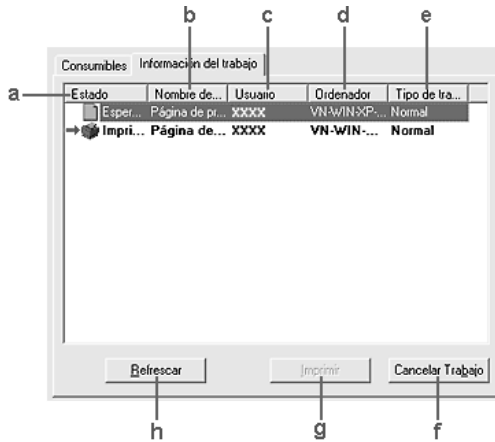 b c d e
Consumibles Información del trabajo
a Estado Nombre de... Usuario Ordenador Tipo de tra...
Esper... Página de pr... XXXX VN-WIN-XP-... Normal
Impri... Página de... XXXX VN-WIN-... Normal
Refrescar Imprimir Cancelar Trabajo
h g f